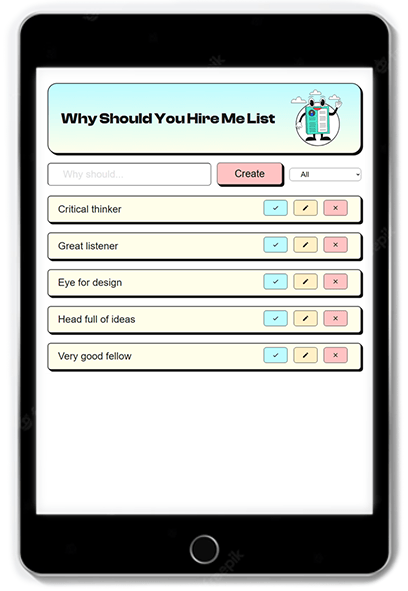 Why Should You Hire Me List
Why should...
Create
All
Critical thinker
Great listener
Eye for design
Head full of ideas
Very good fellow